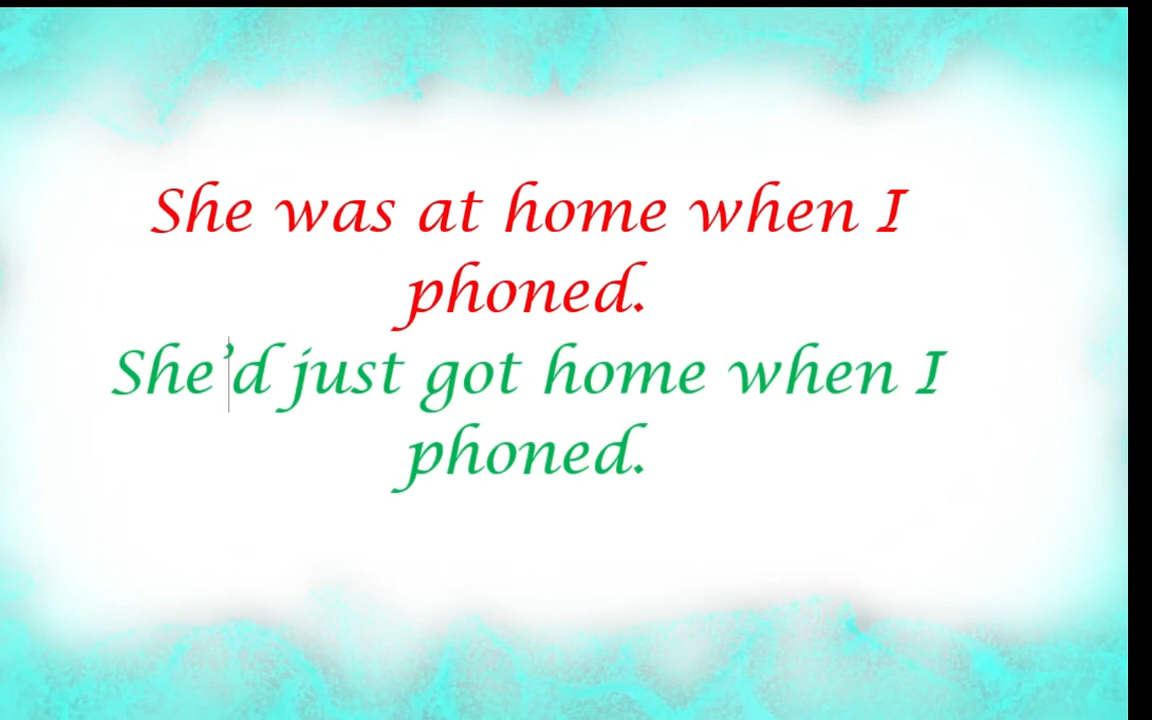 She was at home when I
phoned.
She’d just got home when I
phoned.